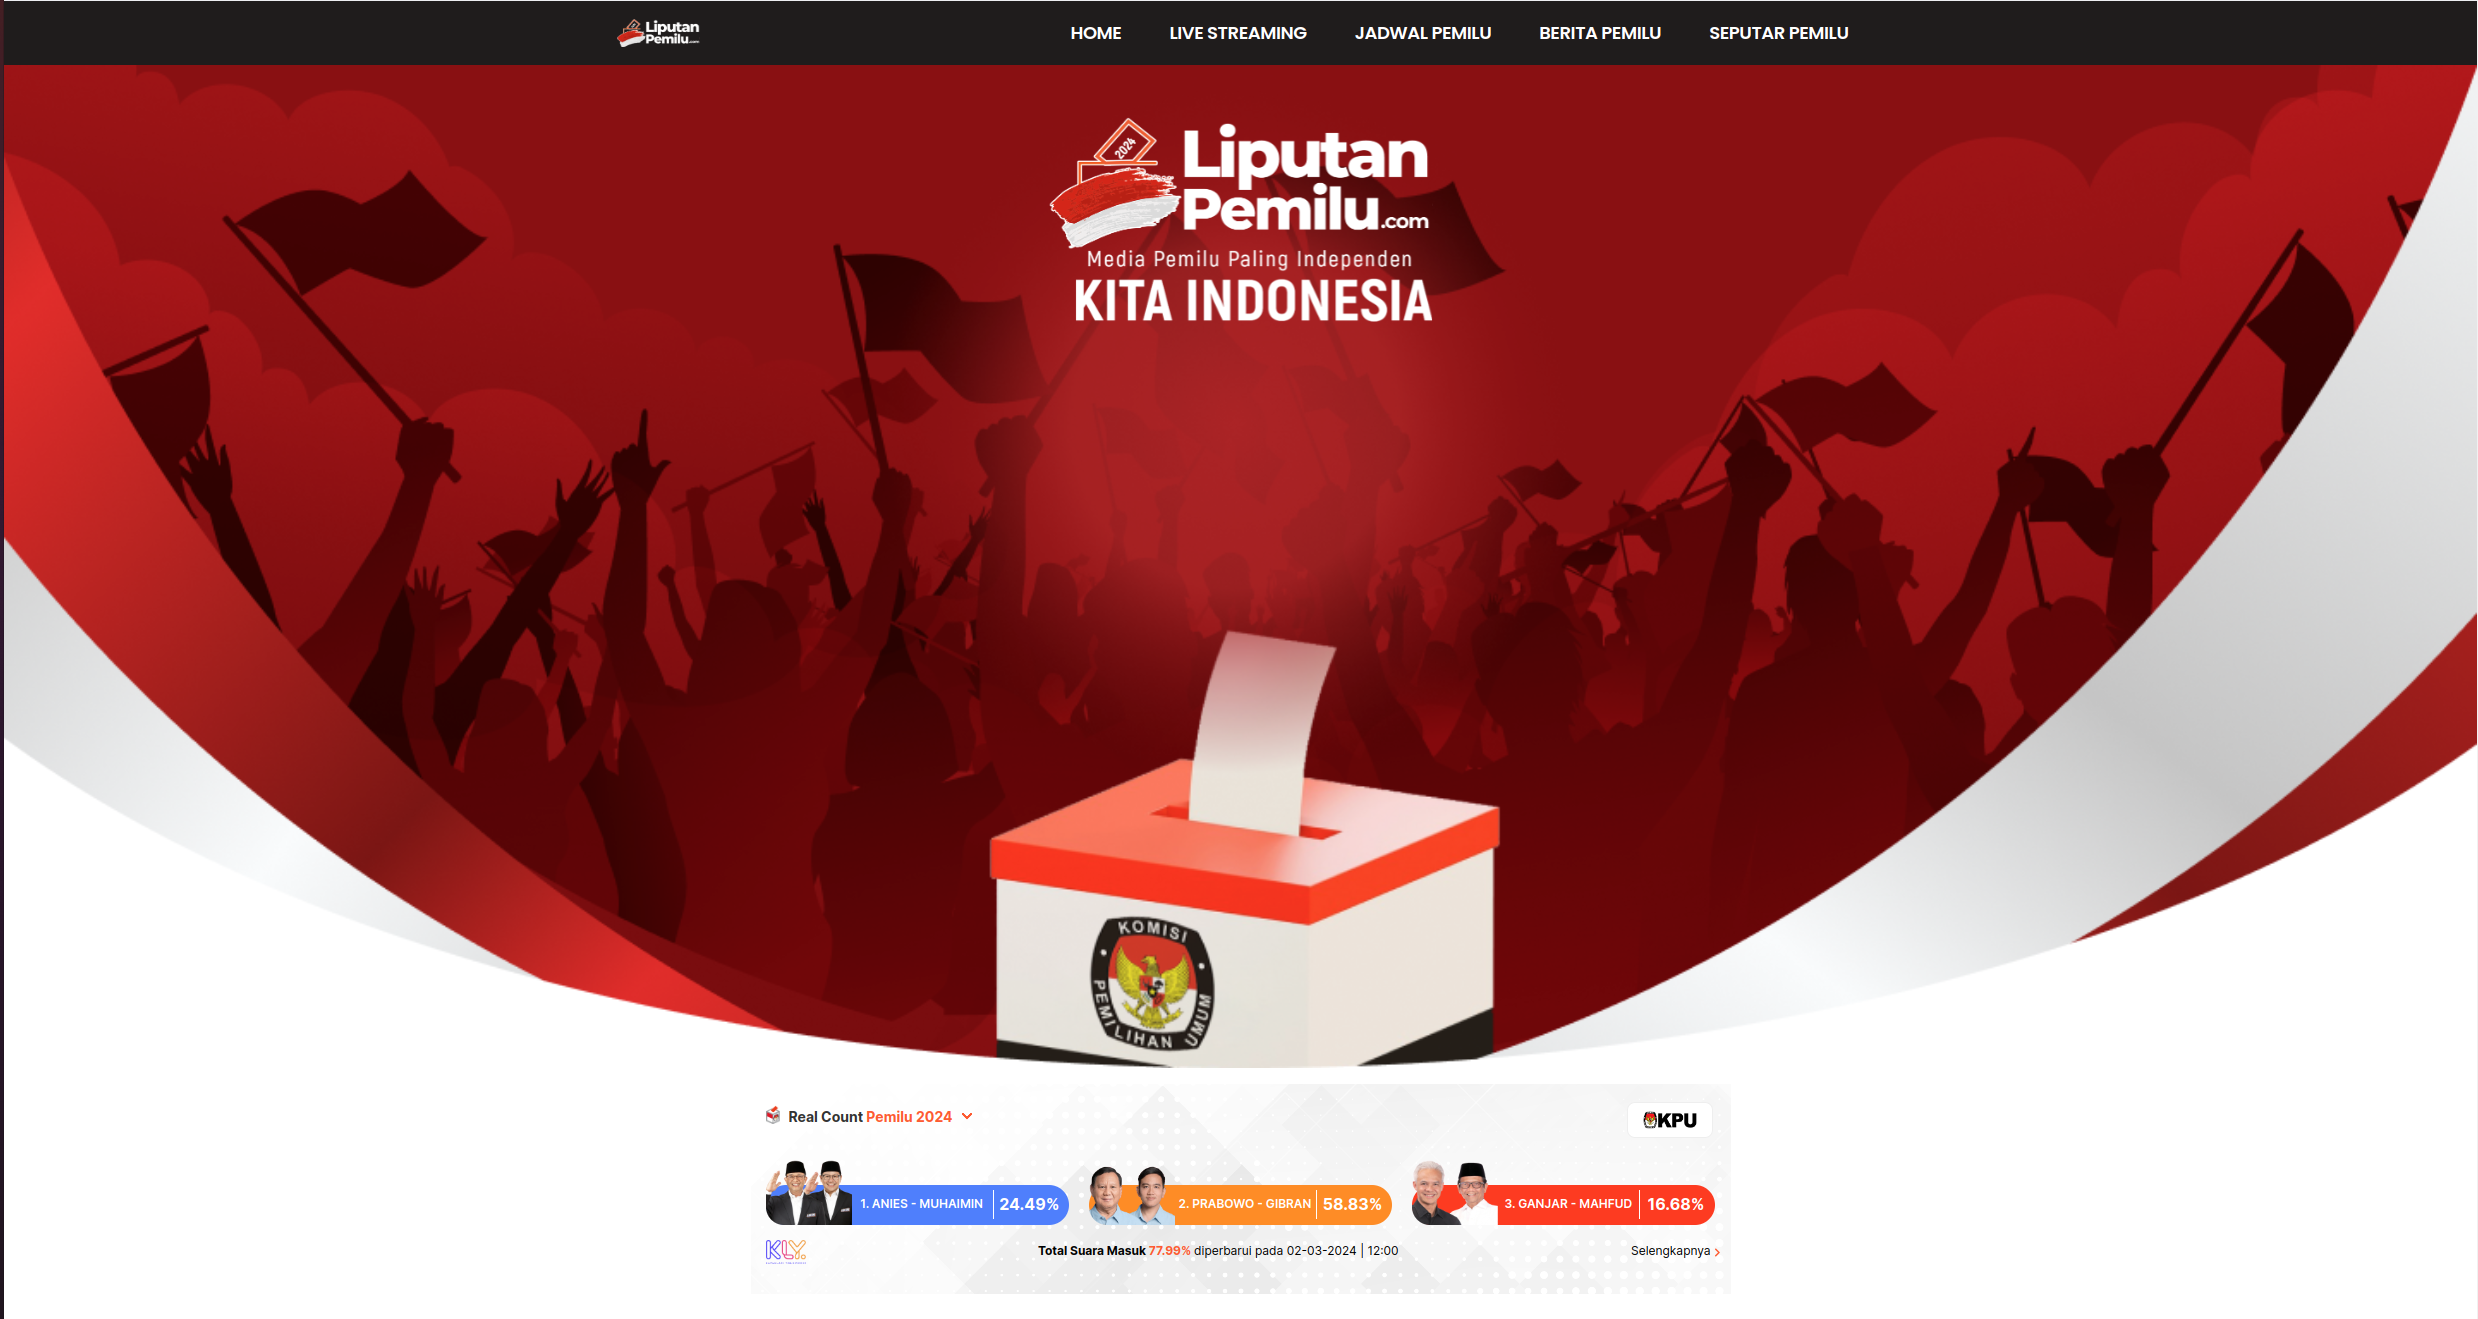 Liputan
Pemilu.com
HOME
LIVE STREAMING
JADWAL PEMILU
BERITA PEMILU
SEPUTAR PEMILU
2024
Liputan
Pemilu.com
Media Pemilu Paling Independen
KITA INDONESIA
KOMISI
PEMILIHAN UMUM
Real Count Pemilu 2024
KPU
1. ANIES - MUHAIMIN 24.49%
2. PRABOWO - GIBRAN 58.83%
3. GANJAR - MAHFUD 16.68%
KLY.
Total Suara Masuk 77.99% diperbarui pada 02-03-2024 | 12:00
Selengkapnya